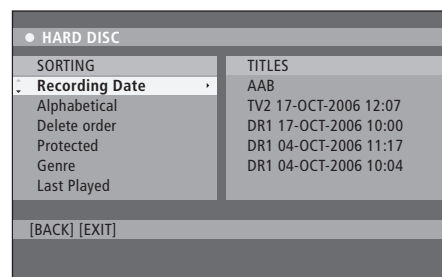 HARD DISC
SORTING
Recording Date
Alphabetical
Delete order
Protected
Genre
Last Played
TITLES
AAB
TV2 17-OCT-2006 12:07
DR1 17-OCT-2006 10:00
DR1 04-OCT-2006 11:17
DR1 04-OCT-2006 10:04
[BACK] [EXIT]